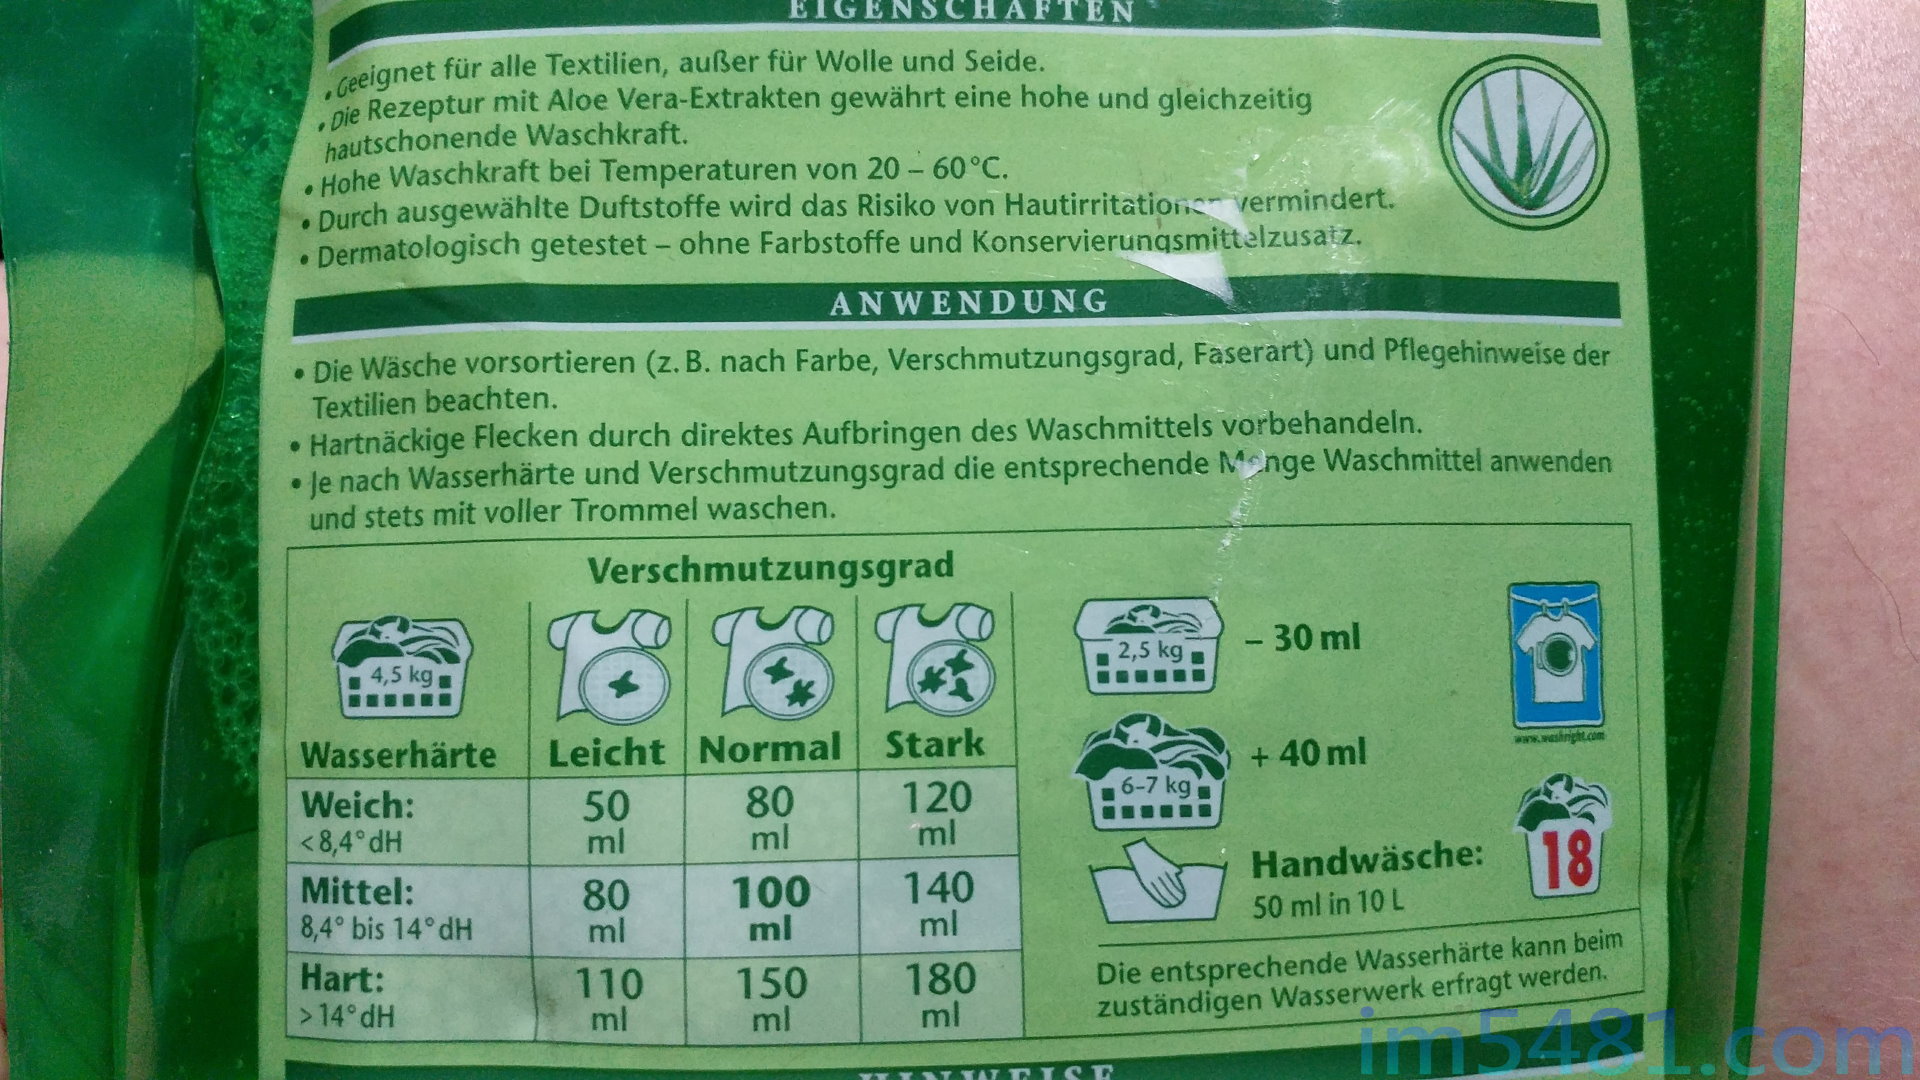 EIGENSCHAFTEN
• Geeignet für alle Textilien, außer für Wolle und Seide.
• Die Rezeptur mit Aloe Vera-Extrakten gewährt eine hohe und gleichzeitig
hautschonende Waschkraft.
• Hohe Waschkraft bei Temperaturen von 20 – 60°C.
• Durch ausgewählte Duftstoffe wird das Risiko von Hautirritationen vermindert.
• Dermatologisch getestet – ohne Farbstoffe und Konservierungsmittelzusatz.
ANWENDUNG
• Die Wäsche vorsortieren (z. B. nach Farbe, Verschmutzungsgrad, Faserart) und Pflegehinweise der
Textilien beachten.
• Hartnäckige Flecken durch direktes Aufbringen des Waschmittels vorbehandeln.
• Je nach Wasserhärte und Verschmutzungsgrad die entsprechende Menge Waschmittel anwenden
und stets mit voller Trommel waschen.
Verschmutzungsgrad
4,5 kg
Wasserhärte Leicht Normal Stark
Weich: 50 80 120
<8,4°dH ml ml ml
Mittel: 80 100 140
8,4° bis 14°dH ml ml ml
Hart: 110 150 180
>14°dH ml ml ml
2,5 kg – 30 ml
www.washright.com
6–7 kg + 40 ml
18
Handwäsche:
50 ml in 10 L
Die entsprechende Wasserhärte kann beim
zuständigen Wasserwerk erfragt werden.
HINWEISE
im5481.com